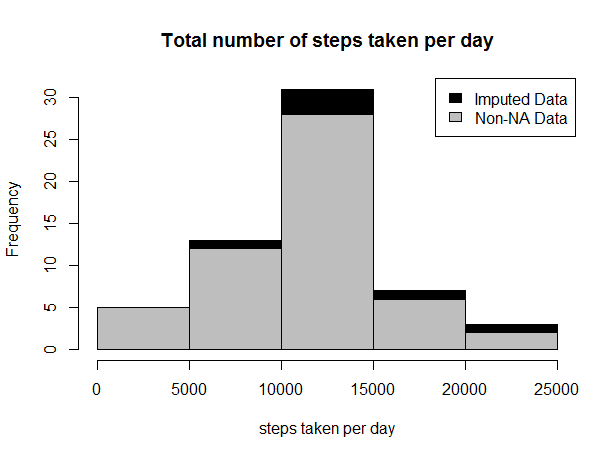 Total number of steps taken per day
Imputed Data
Non-NA Data
Frequency
30
25
20
15
10
5
0
0 5000 10000 15000 20000 25000
steps taken per day